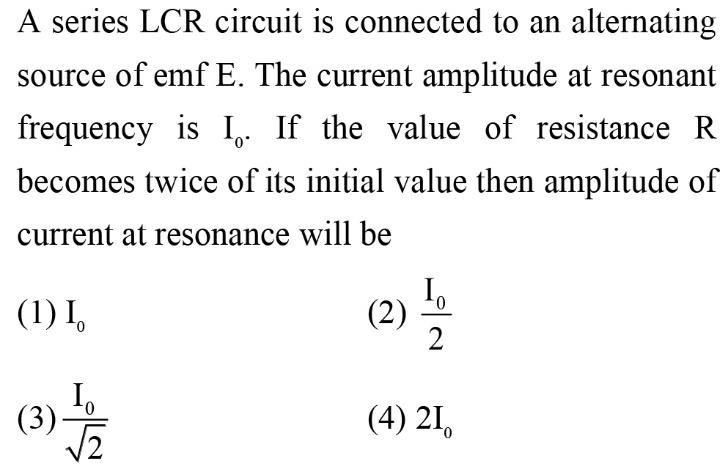 A series LCR circuit is connected to an alternating
source of emf E. The current amplitude at resonant
frequency is I₀. If the value of resistance R
becomes twice of its initial value then amplitude of
current at resonance will be
(1) I₀ (2) I₀/2
(3) I₀/√2 (4) 2I₀